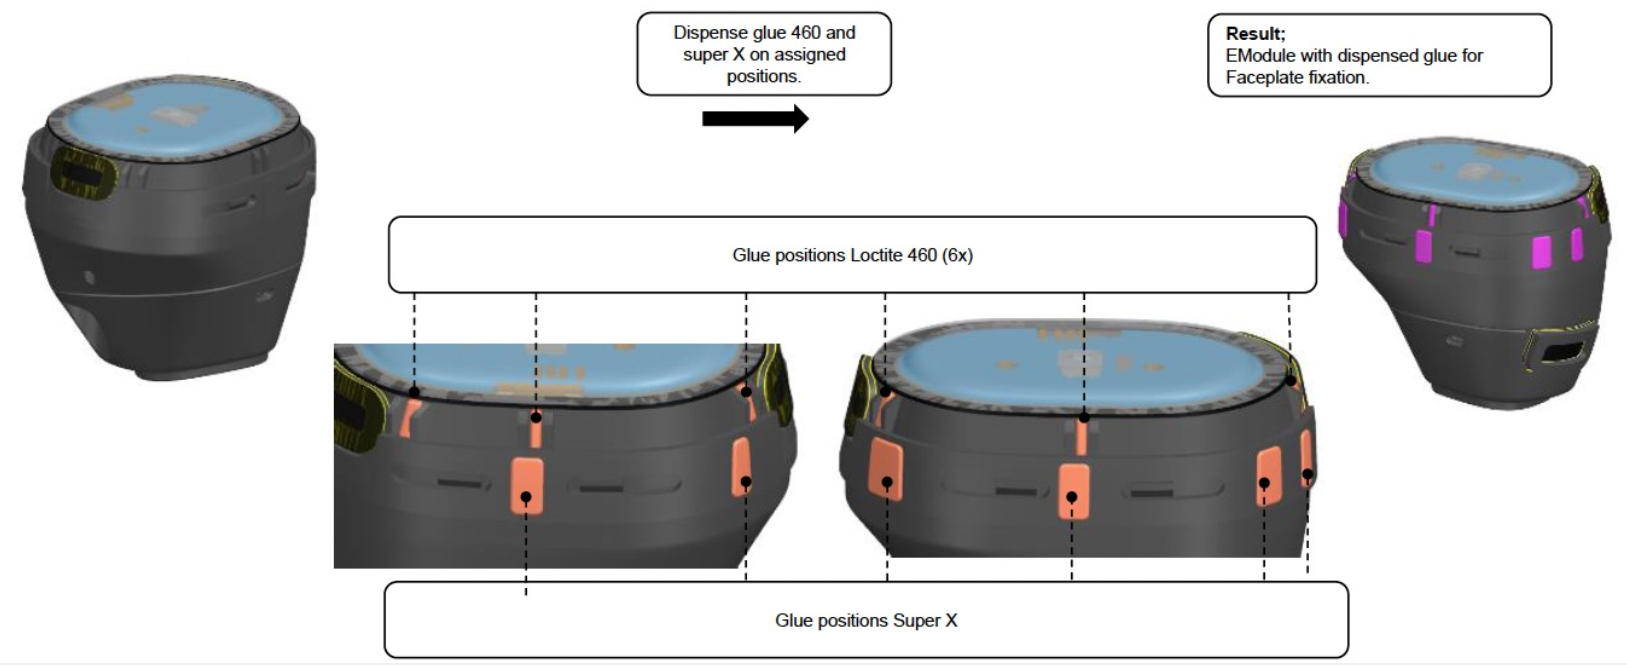 Dispense glue 460 and
super X on assigned
positions.
Result;
EModule with dispensed glue for
Faceplate fixation.
Glue positions Loctite 460 (6x)
Glue positions Super X